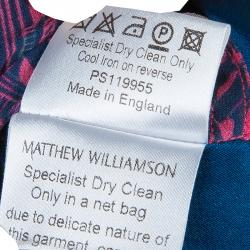 P
Specialist Dry Clean Only
Cool iron on reverse
PS119955
Made in England
MATTHEW WILLIAMSON
Specialist Dry Clean
Only in a net bag
due to delicate nature of
this garment,